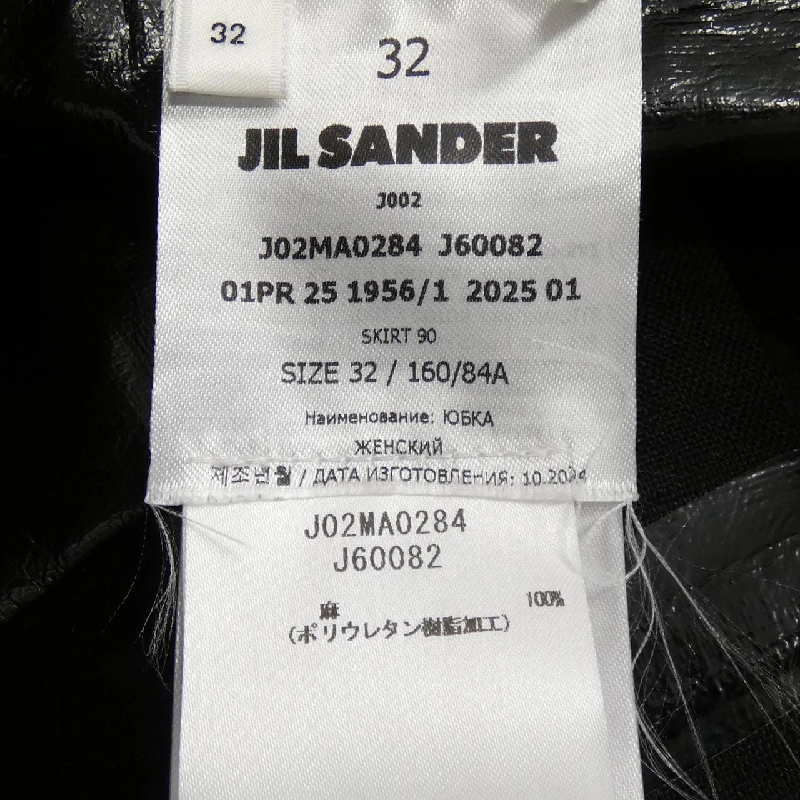 32
32
JIL SANDER
J002
J02MA0284 J60082
01PR 25 1956/1 2025 01
SKIRT 90
SIZE 32 / 160/84A
Наименование: ЮБКА
ЖЕНСКИЙ
제조년월 / ДАТА ИЗГОТОВЛЕНИЯ: 10.2024
J02MA0284
J60082
麻 100%
(ポリウレタン樹脂加工)